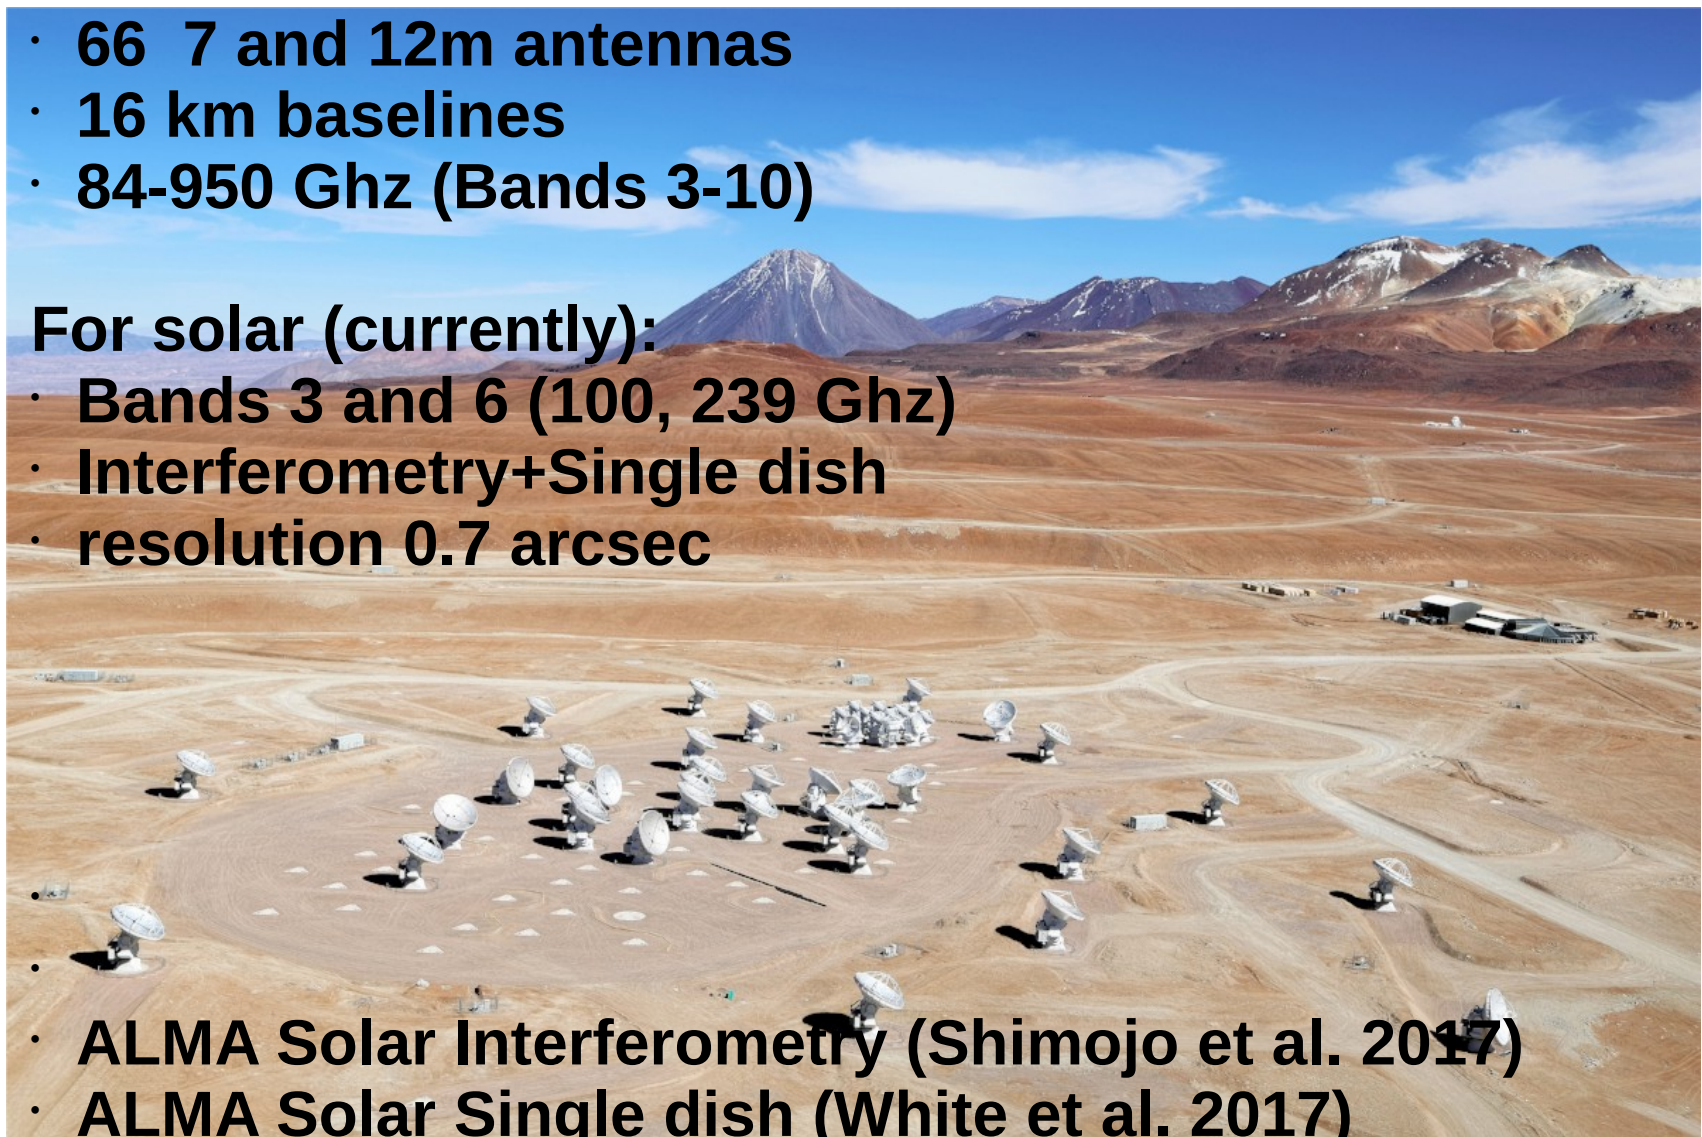 · 66  7 and 12m antennas
· 16 km baselines
· 84-950 Ghz (Bands 3-10)
For solar (currently):
· Bands 3 and 6 (100, 239 Ghz)
· Interferometry+Single dish
· resolution 0.7 arcsec
·
·
· ALMA Solar Interferometry (Shimojo et al. 2017)
· ALMA Solar Single dish (White et al. 2017)